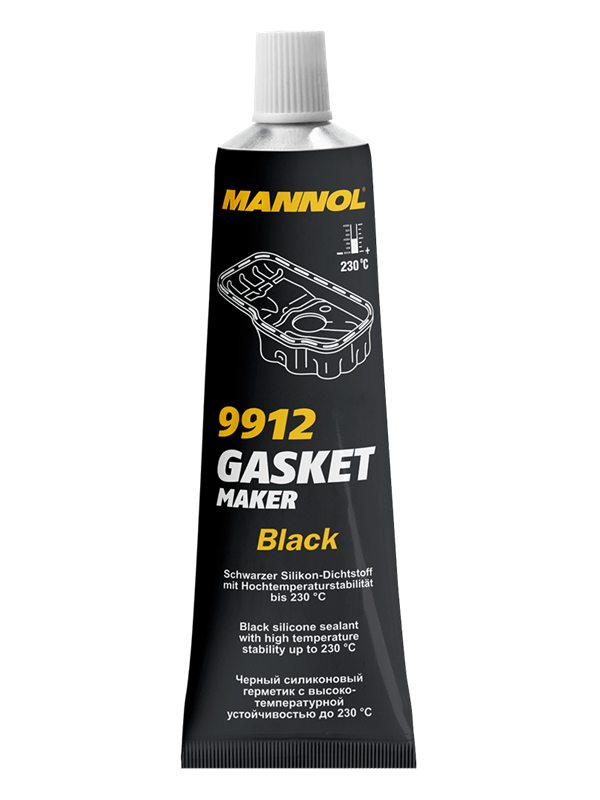 MANNOL®
- +
230 °C
9912
GASKET
MAKER
Black
Schwarzer Silikon-Dichtstoff
mit Hochtemperaturstabilität
bis 230 °C
Black silicone sealant
with high temperature
stability up to 230 °C
Черный силиконовый
герметик с высоко-
температурной
устойчивостью до 230 °C